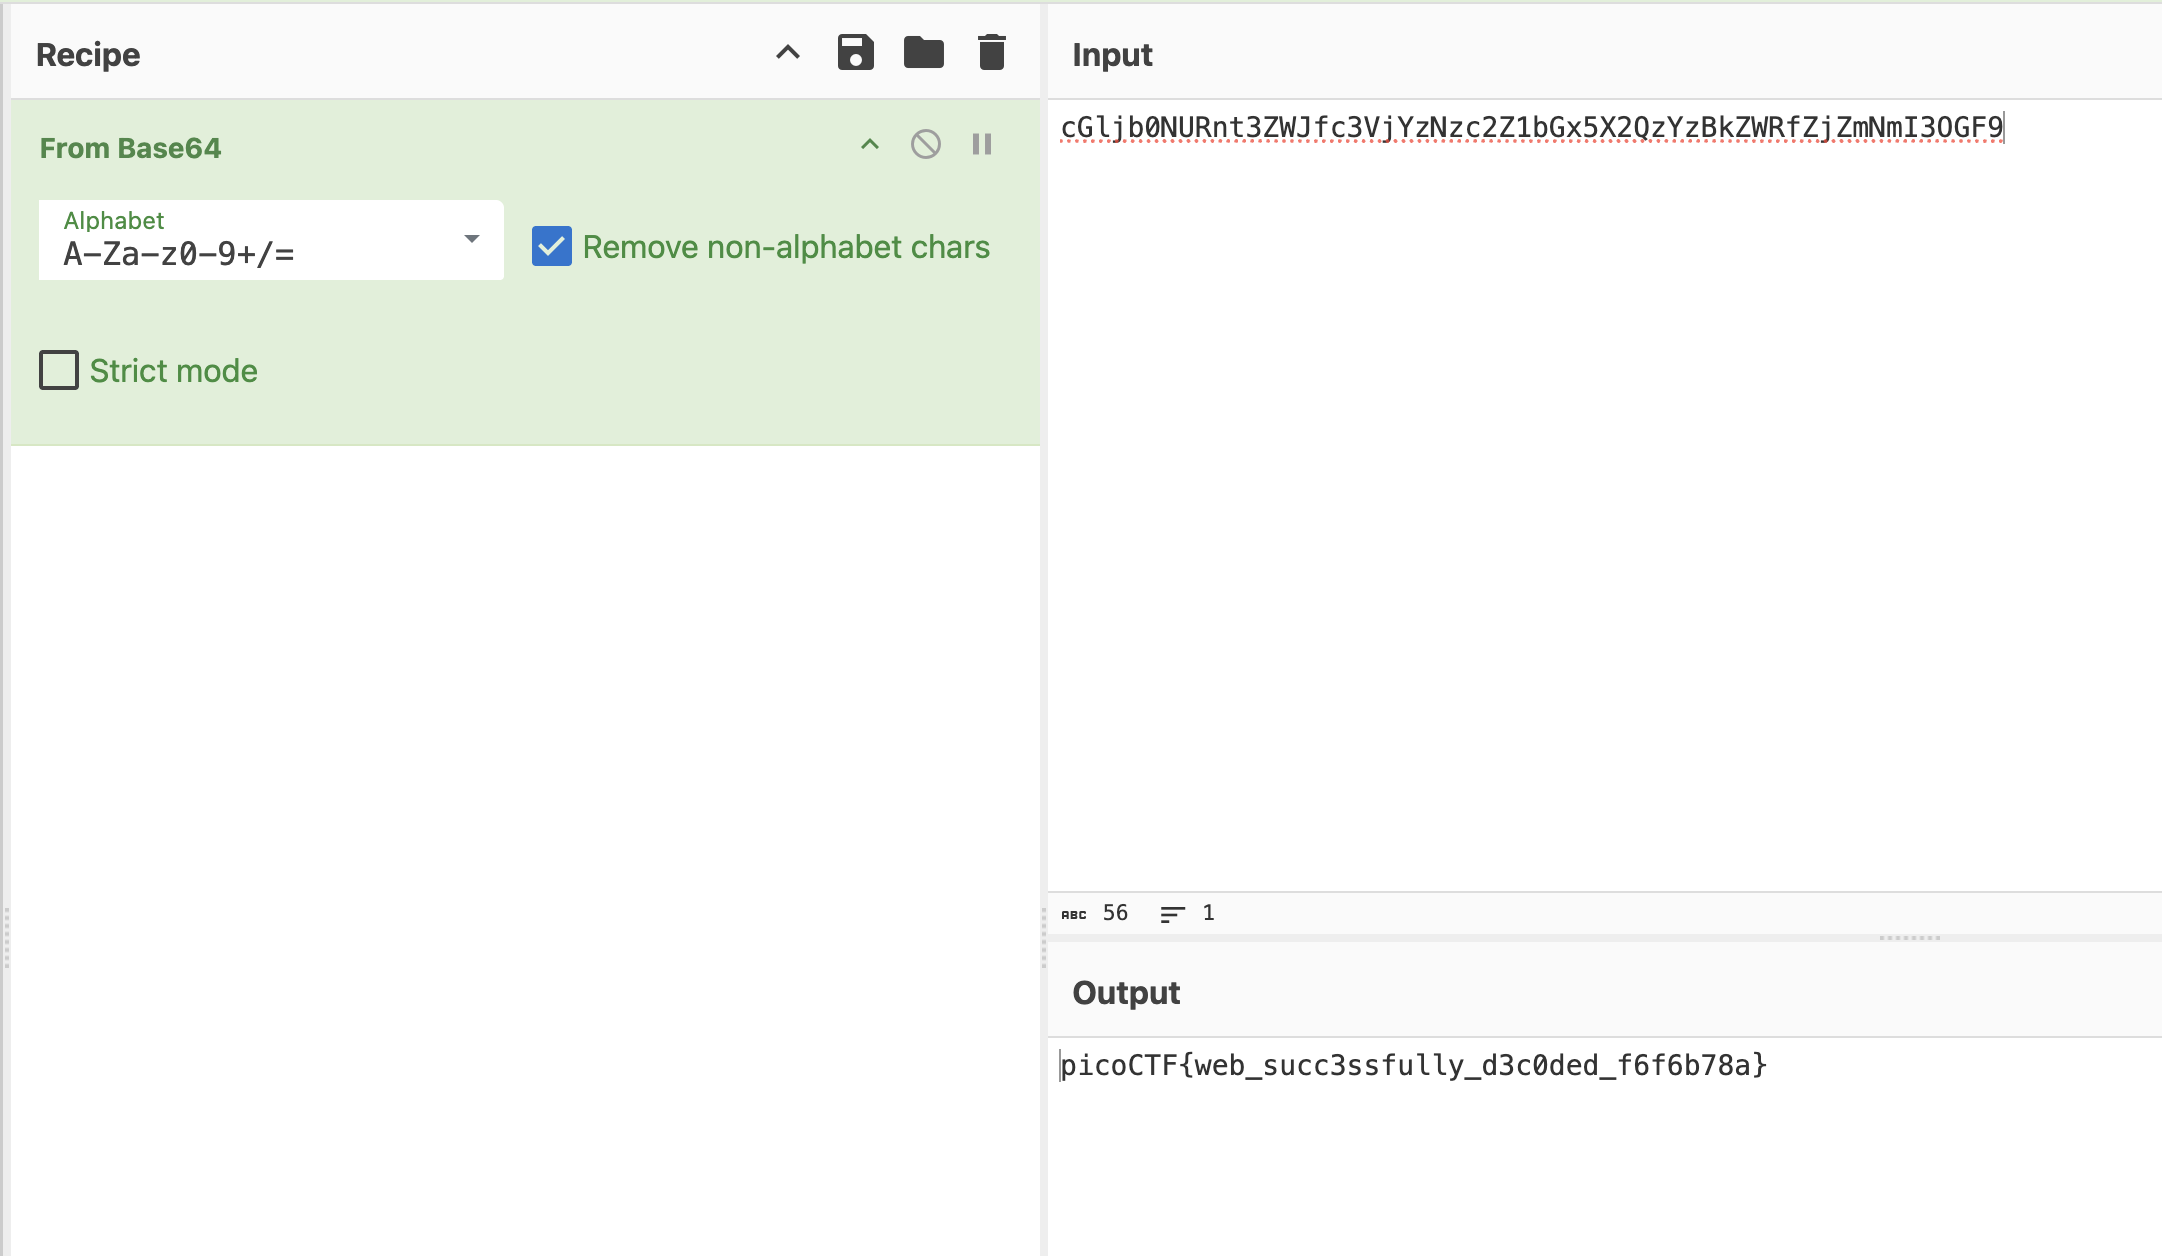 Recipe
From Base64
Alphabet
A-Za-z0-9+/=
Remove non-alphabet chars
Strict mode
Input
cGljb0NURnt3ZWJfc3VjYzNzc2Z1bGx5X2QzYzBkZWRfZjZmNmI3OGF9
ABC 56 1
Output
picoCTF{web_succ3ssfully_d3c0ded_f6f6b78a}